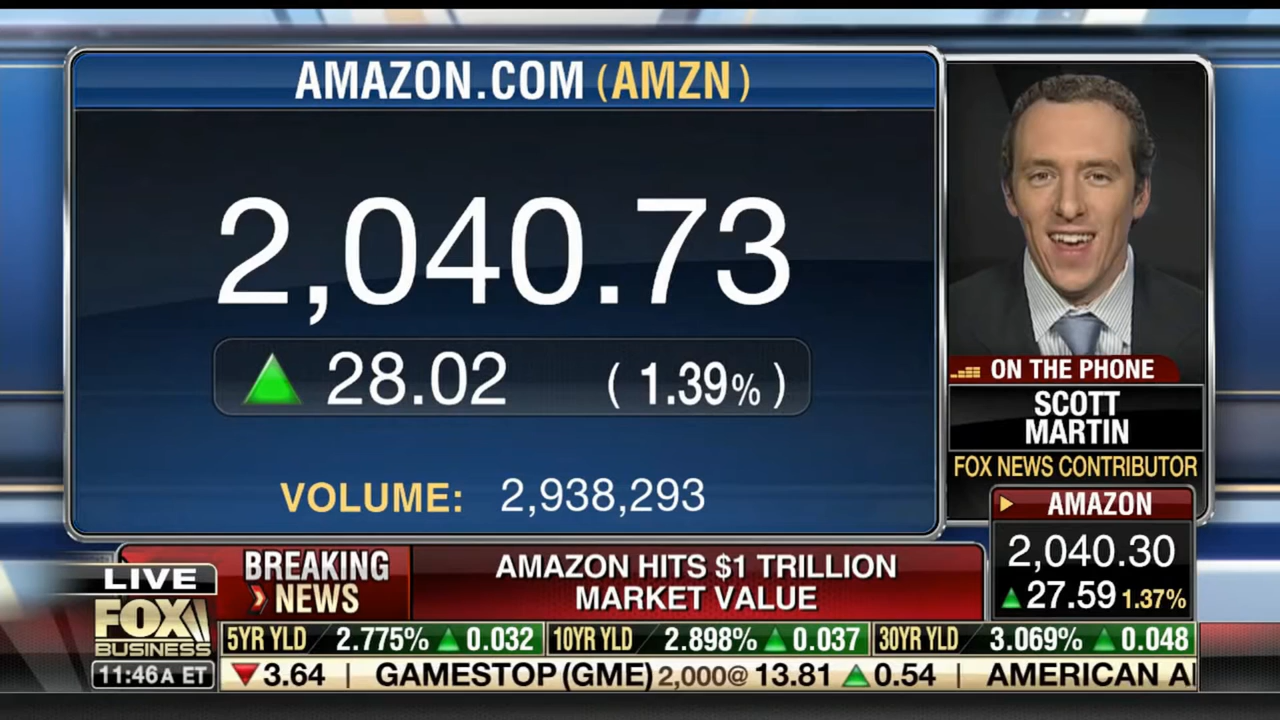 AMAZON.COM (AMZN)
2,040.73
▲ 28.02 (1.39%)
VOLUME: 2,938,293
ON THE PHONE
SCOTT
MARTIN
FOX NEWS CONTRIBUTOR
AMAZON
2,040.30
▲ 27.59 1.37%
BREAKING
NEWS
AMAZON HITS $1 TRILLION
MARKET VALUE
LIVE
FOX
BUSINESS
11:46A ET
5YR YLD 2.775% ▲ 0.032 10YR YLD 2.898% ▲ 0.037 30YR YLD 3.069% ▲ 0.048
▼ 3.64 | GAMESTOP (GME) 2,000@ 13.81 ▲ 0.54 | AMERICAN